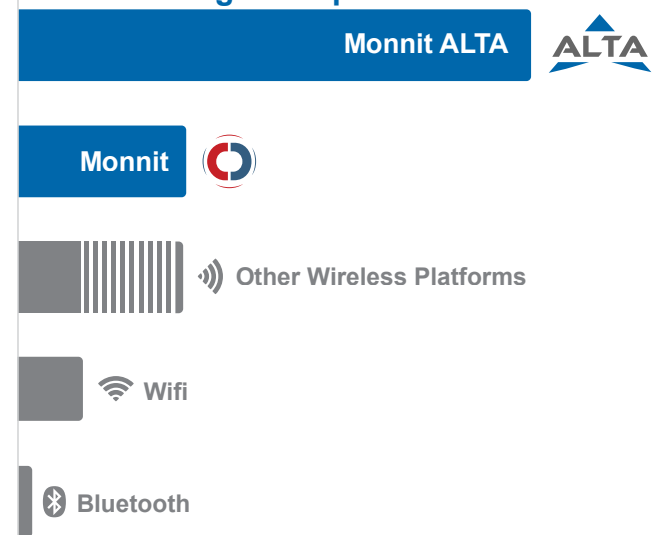 Monnit ALTA
ALTA
Monnit
Other Wireless Platforms
Wifi
Bluetooth